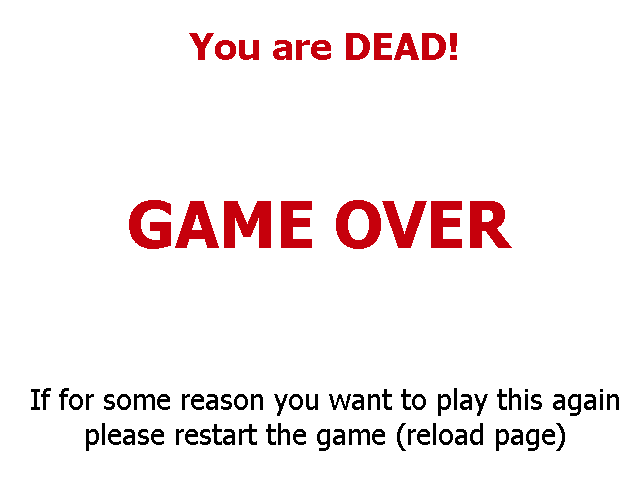 You are DEAD!
GAME OVER
If for some reason you want to play this again
please restart the game (reload page)